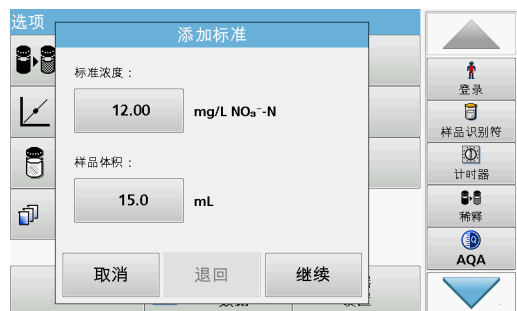 选项
添加标准
标准浓度：
12.00 mg/L NO₃⁻-N
样品体积：
15.0 mL
取消 退回 继续
登录
样品识别符
计时器
稀释
AQA